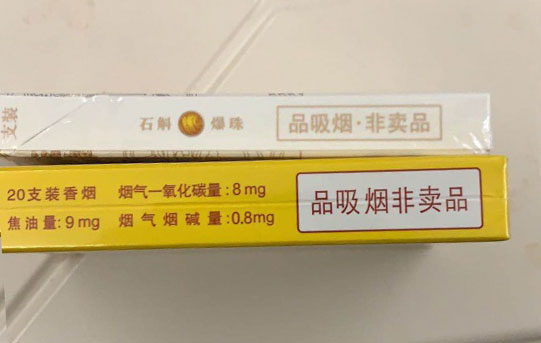 支装
石斛 爆珠
品吸烟·非卖品
20支装香烟 烟气一氧化碳量:8mg
焦油量:9mg 烟气烟碱量:0.8mg
品吸烟非卖品